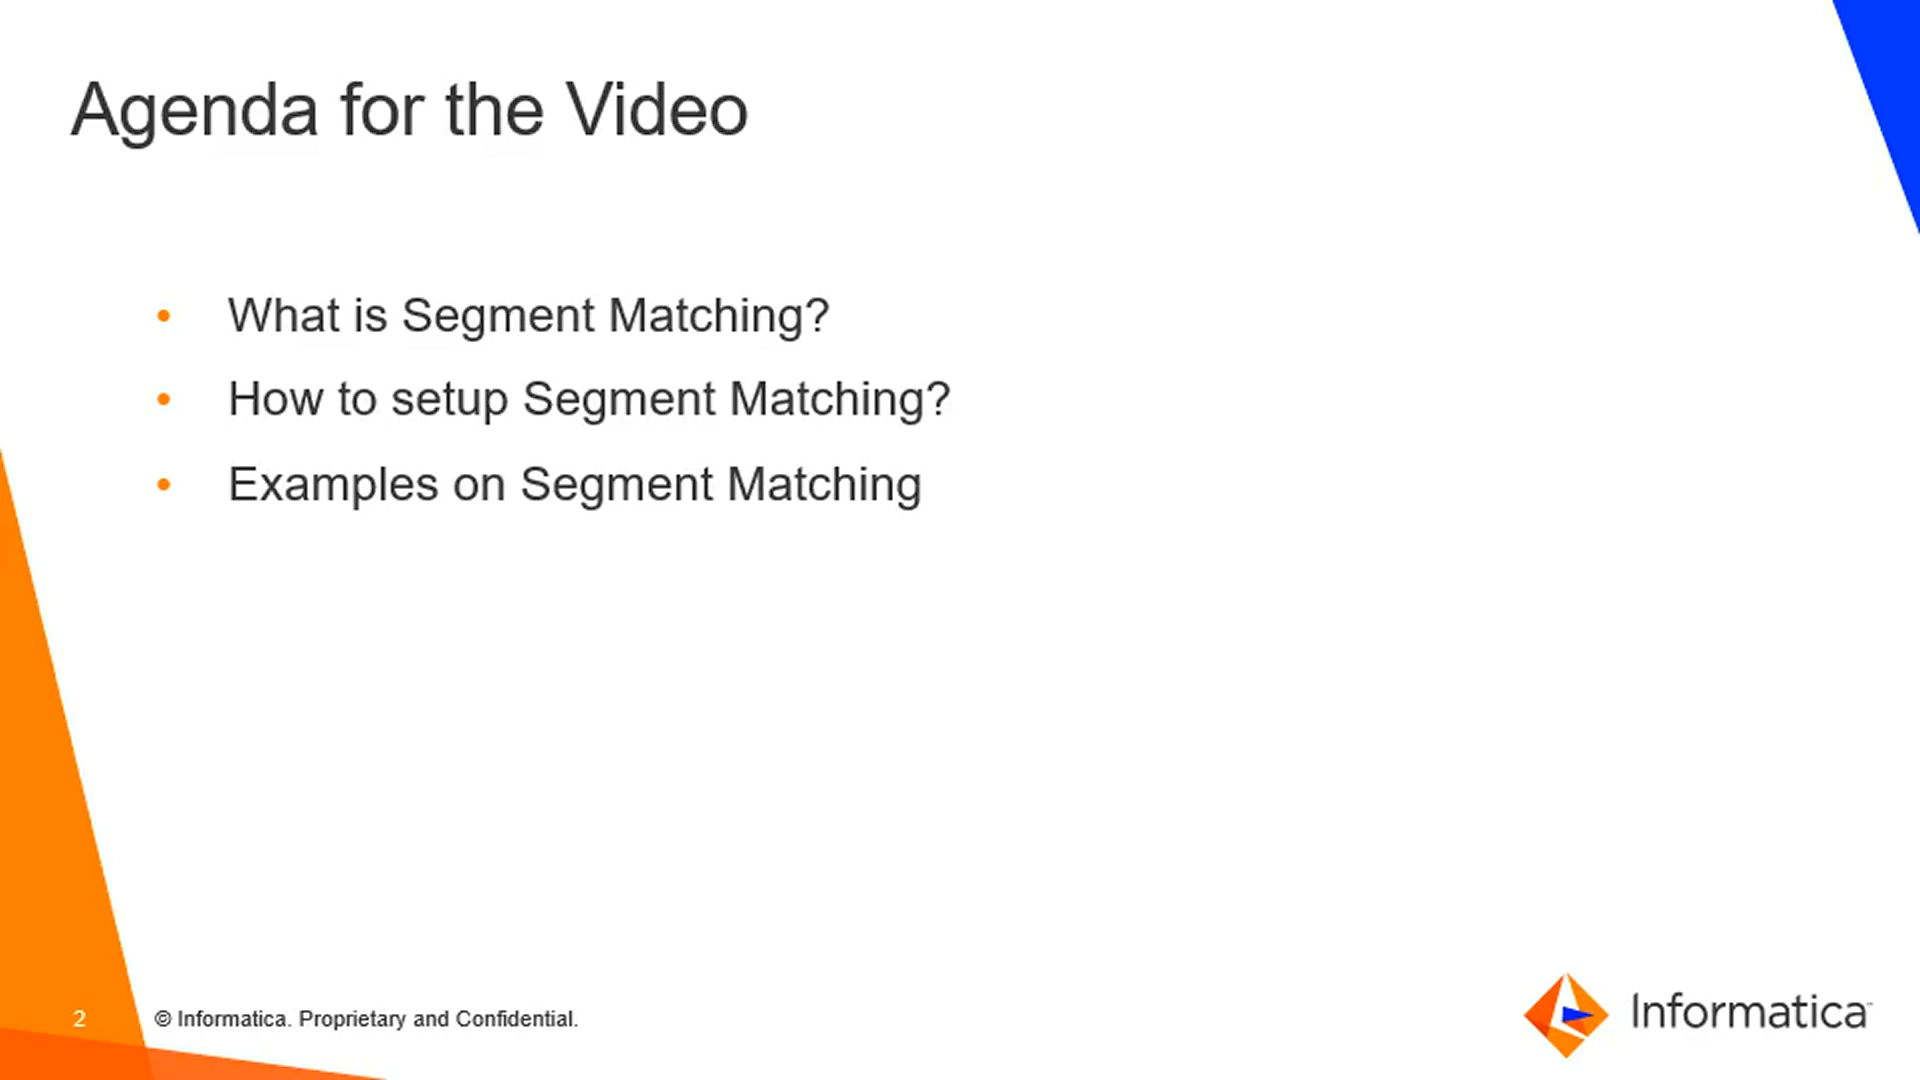 Agenda for the Video
• What is Segment Matching?
• How to setup Segment Matching?
• Examples on Segment Matching
2
© Informatica. Proprietary and Confidential.
Informatica™